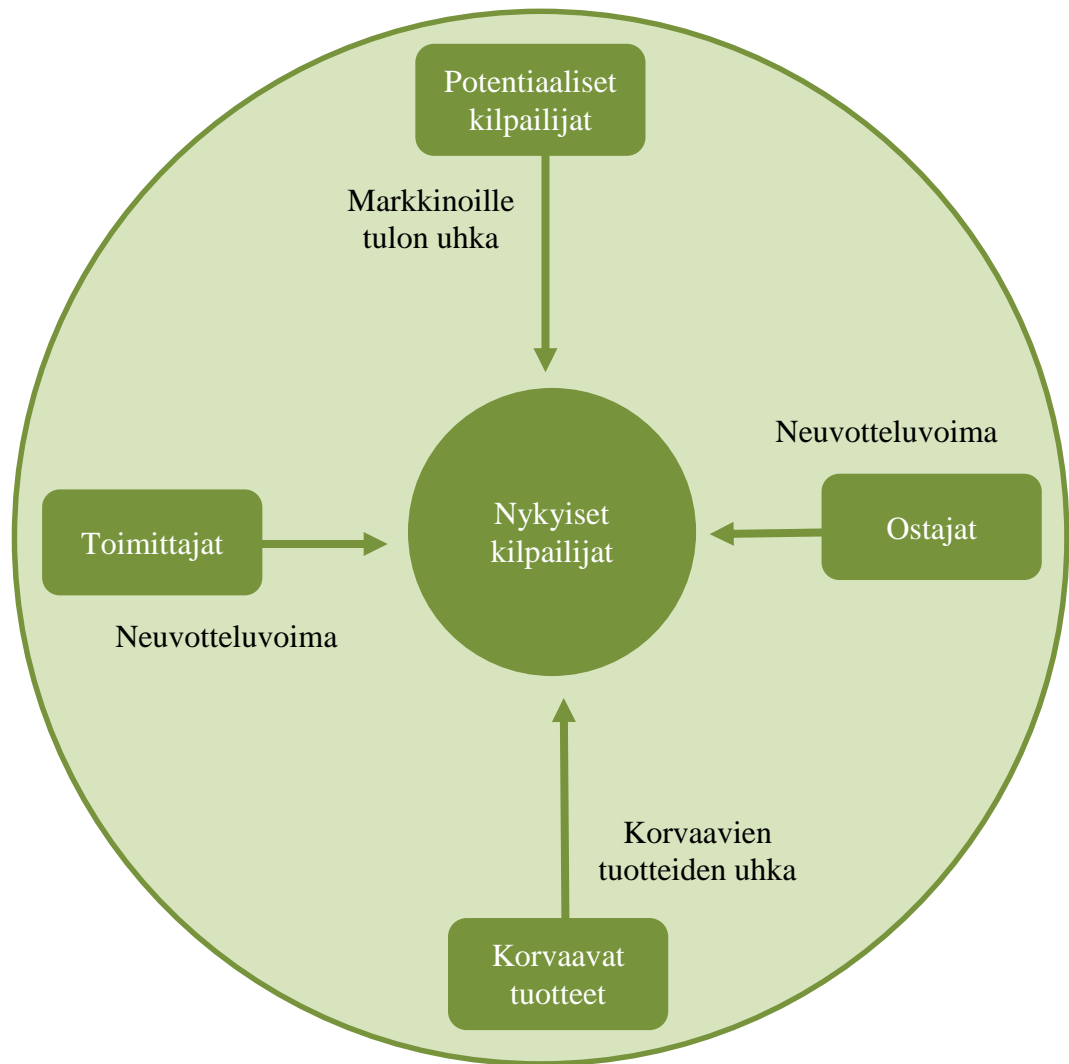 Potentiaaliset
kilpailijat
Markkinoille
tulon uhka
Neuvotteluvoima
Toimittajat
Nykyiset
kilpailijat
Ostajat
Neuvotteluvoima
Korvaavien
tuotteiden uhka
Korvaavat
tuotteet